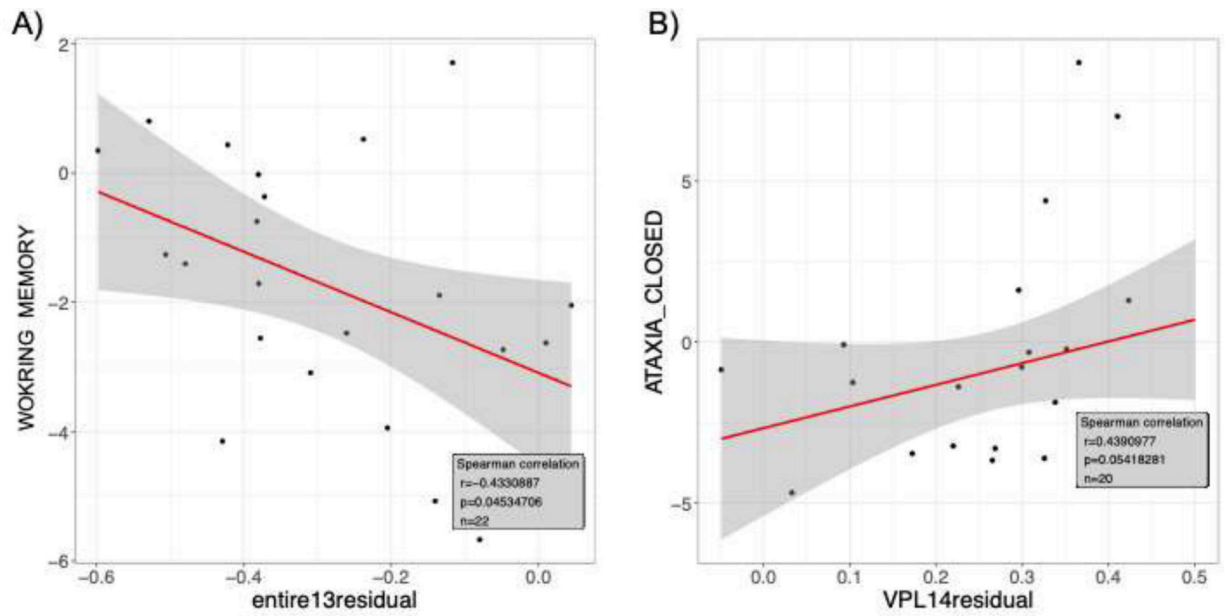 A)
2
0
−2
−4
−6
WOKRING MEMORY
Spearman correlation
r=−0.4330887
p=0.04534706
n=22
−0.6 −0.4 −0.2 0.0
entire13residual
B)
5
0
−5
ATAXIA_CLOSED
Spearman correlation
r=0.4390977
p=0.05418281
n=20
0.0 0.1 0.2 0.3 0.4 0.5
VPL14residual